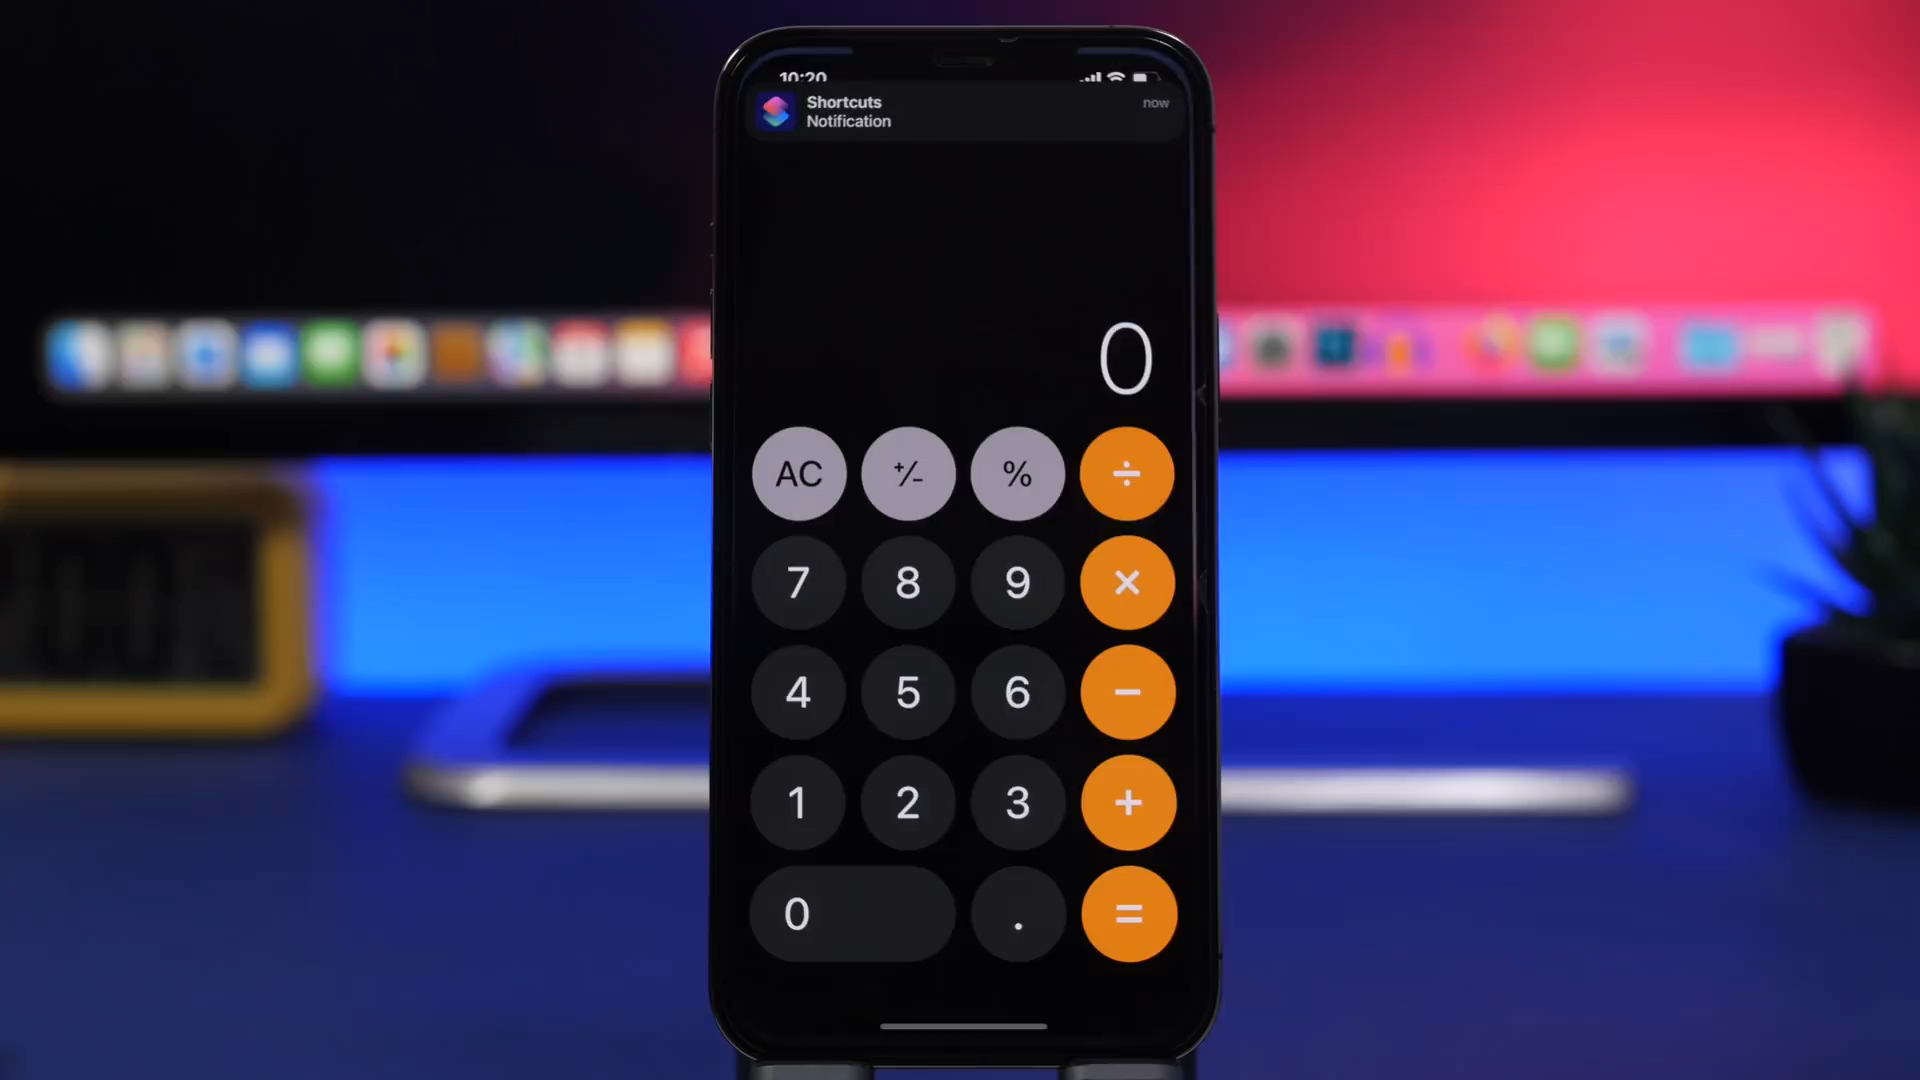 10:20
Shortcuts now
Notification
0
AC +/- % ÷
7 8 9 ×
4 5 6 −
1 2 3 +
0 . =